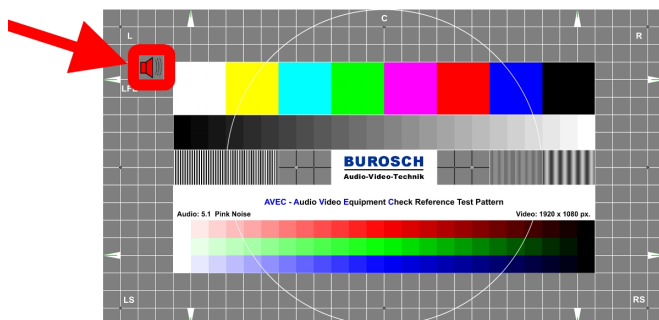 C
L
R
LFE
BUROSCH
Audio-Video-Technik
AVEC - Audio Video Equipment Check Reference Test Pattern
Audio: 5.1 Pink Noise
Video: 1920 x 1080 px.
LS
RS